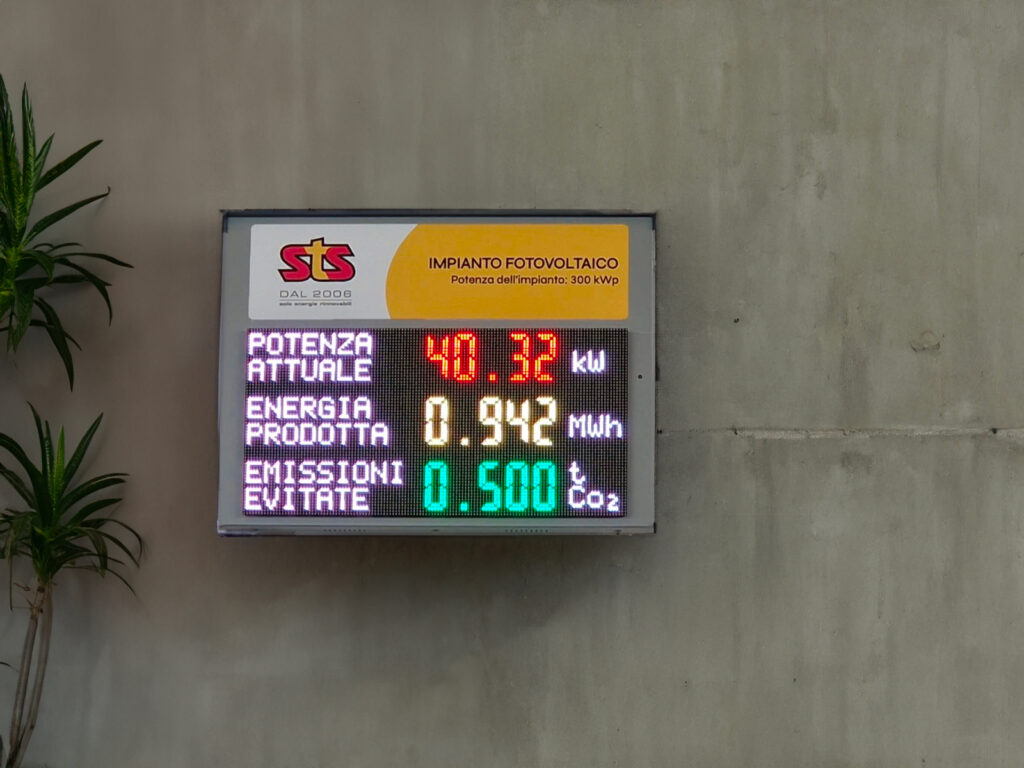 sts
DAL 2006
solo energie rinnovabili
IMPIANTO FOTOVOLTAICO
Potenza dell'impianto: 300 kWp
POTENZA
ATTUALE
40.32 kW
ENERGIA
PRODOTTA
0.942 MWh
EMISSIONI
EVITATE
0.500 t
Co₂